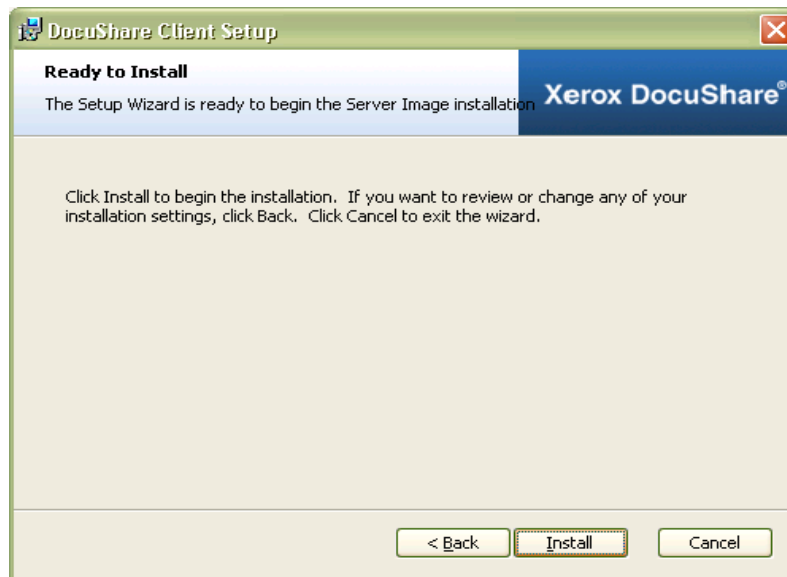 DocuShare Client Setup
Ready to Install
The Setup Wizard is ready to begin the Server Image installation
Xerox DocuShare®
Click Install to begin the installation. If you want to review or change any of your
installation settings, click Back. Click Cancel to exit the wizard.
< Back
Install
Cancel